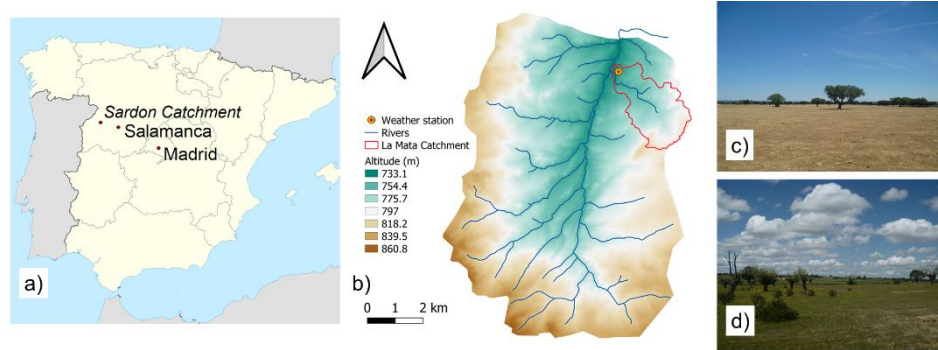 Sardon Catchment
Salamanca
Madrid
a)
Weather station
Rivers
La Mata Catchment
Altitude (m)
733.1
754.4
775.7
797
818.2
839.5
860.8
b)
0 1 2 km
c)
d)